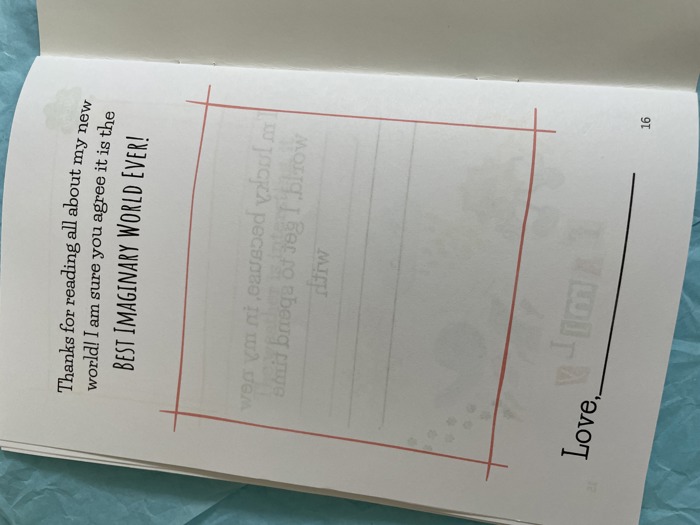 Thanks for reading all about my new
world! I am sure you agree it is the
BEST IMAGINARY WORLD EVER!
Love,
16